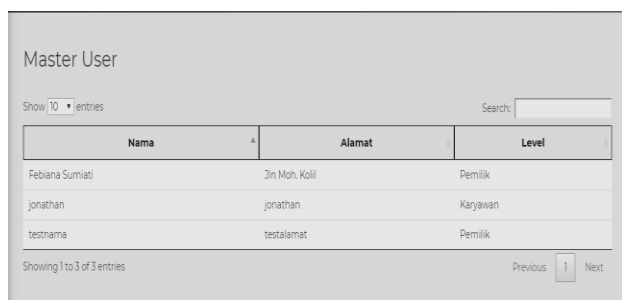 Master User
Show 10 entries Search:
Nama Alamat Level
Febiana Sumiati Jln Moh. Kolil Pemilik
jonathan jonathan Karyawan
testnama testalamat Pemilik
Showing 1 to 3 of 3 entries Previous 1 Next